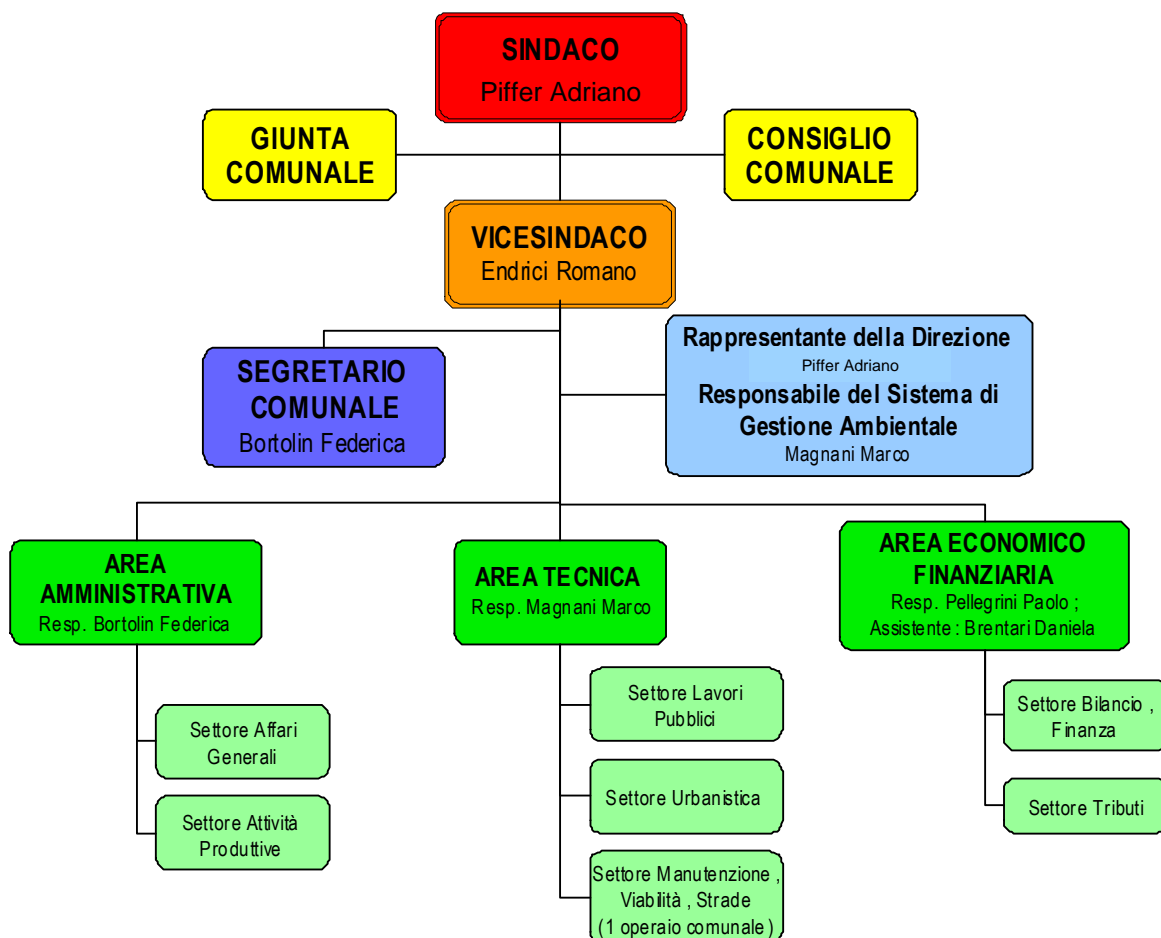 SINDACO
Piffer Adriano
GIUNTA
COMUNALE
CONSIGLIO
COMUNALE
VICESINDACO
Endrici Romano
SEGRETARIO
COMUNALE
Bortolin Federica
Rappresentante della Direzione
Piffer Adriano
Responsabile del Sistema di
Gestione Ambientale
Magnani Marco
AREA
AMMINISTRATIVA
Resp. Bortolin Federica
AREA TECNICA
Resp. Magnani Marco
AREA ECONOMICO
FINANZIARIA
Resp. Pellegrini Paolo ;
Assistente : Brentari Daniela
Settore Affari
Generali
Settore Attività
Produttive
Settore Lavori
Pubblici
Settore Urbanistica
Settore Manutenzione ,
Viabilità , Strade
(1 operaio comunale )
Settore Bilancio ,
Finanza
Settore Tributi